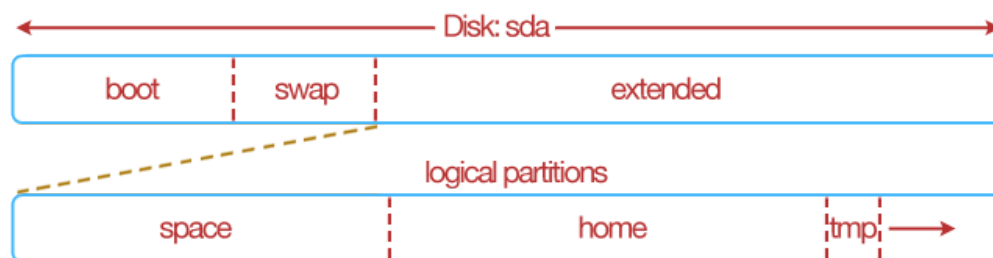 Disk: sda
boot swap extended
logical partitions
space home tmp